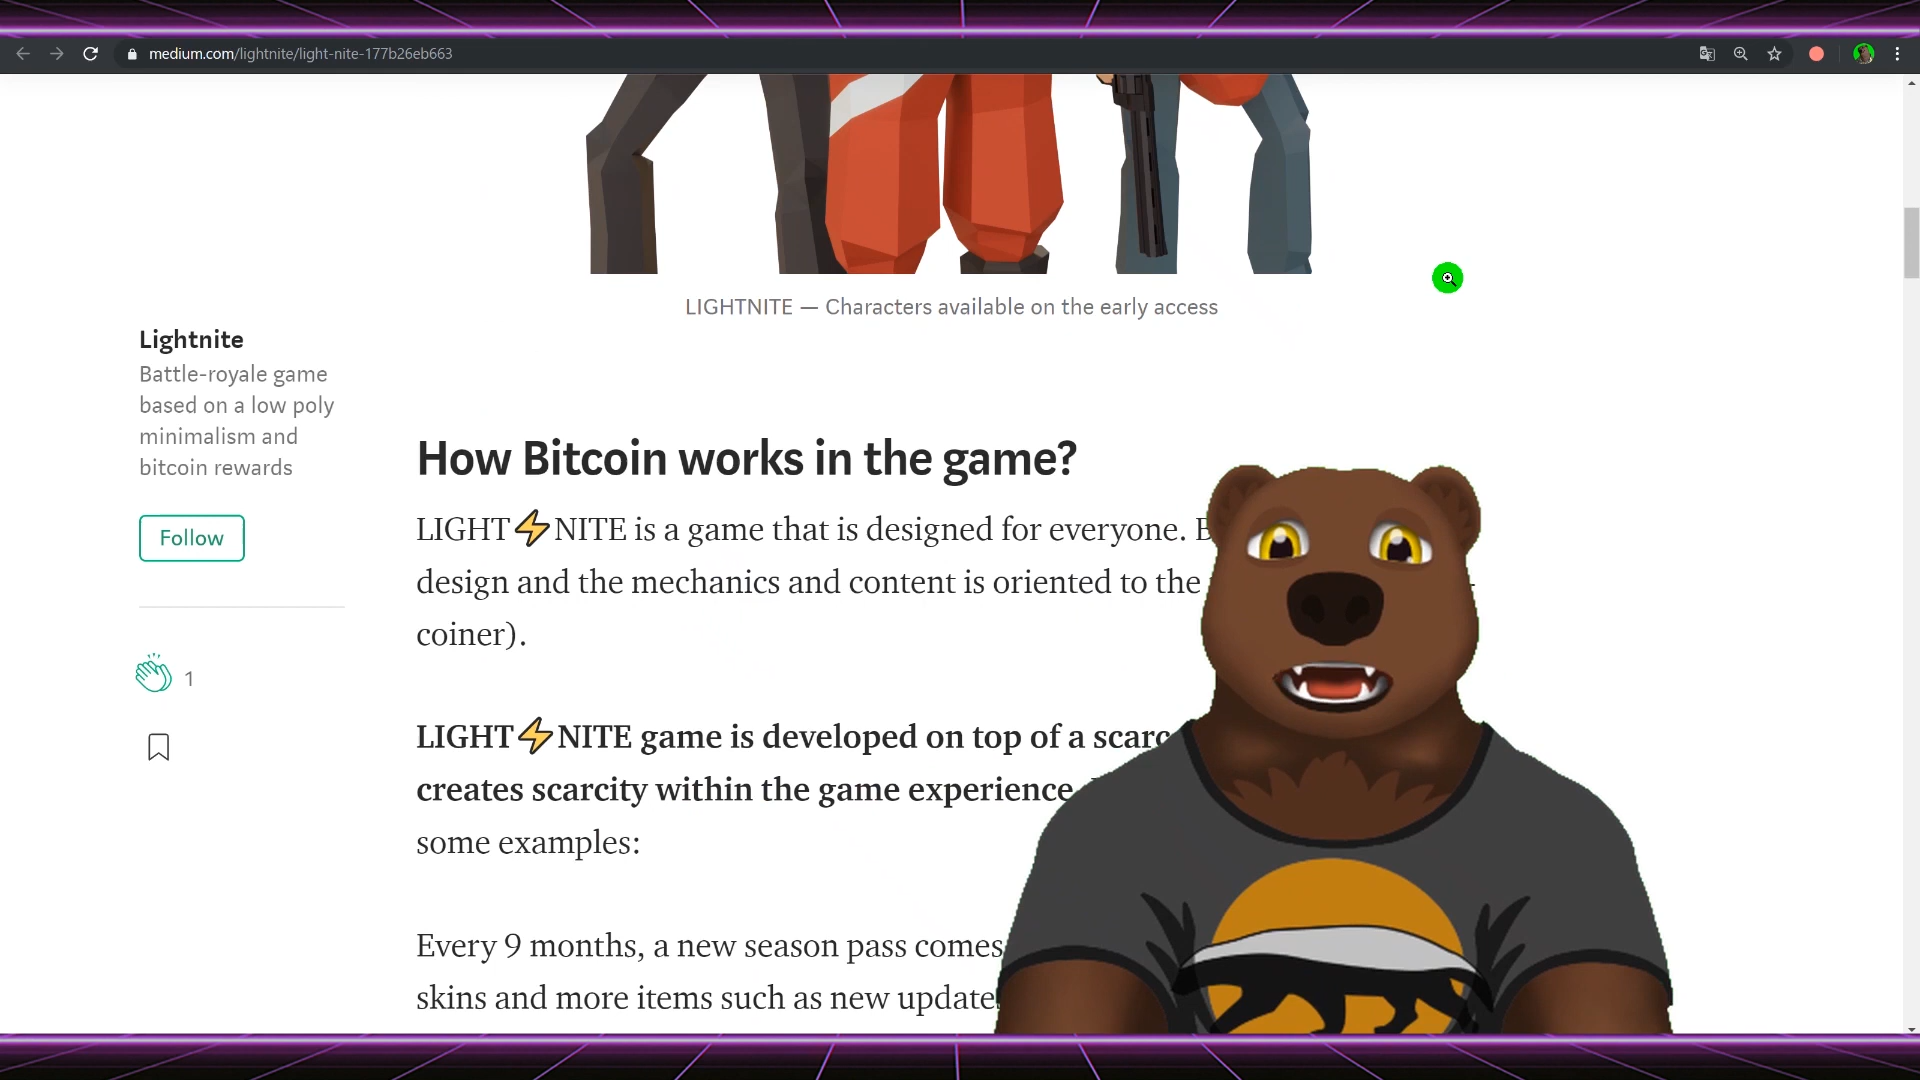 medium.com/lightnite/light-nite-177b26eb663
LIGHTNITE — Characters available on the early access
Lightnite
Battle-royale game
based on a low poly
minimalism and
bitcoin rewards
Follow
1
How Bitcoin works in the game?
LIGHT⚡NITE is a game that is designed for everyone.
design and the mechanics and content is oriented to the
coiner).
LIGHT⚡NITE game is developed on top of a
creates scarcity within the game experience
some examples:
Every 9 months, a new season pass comes
skins and more items such as new